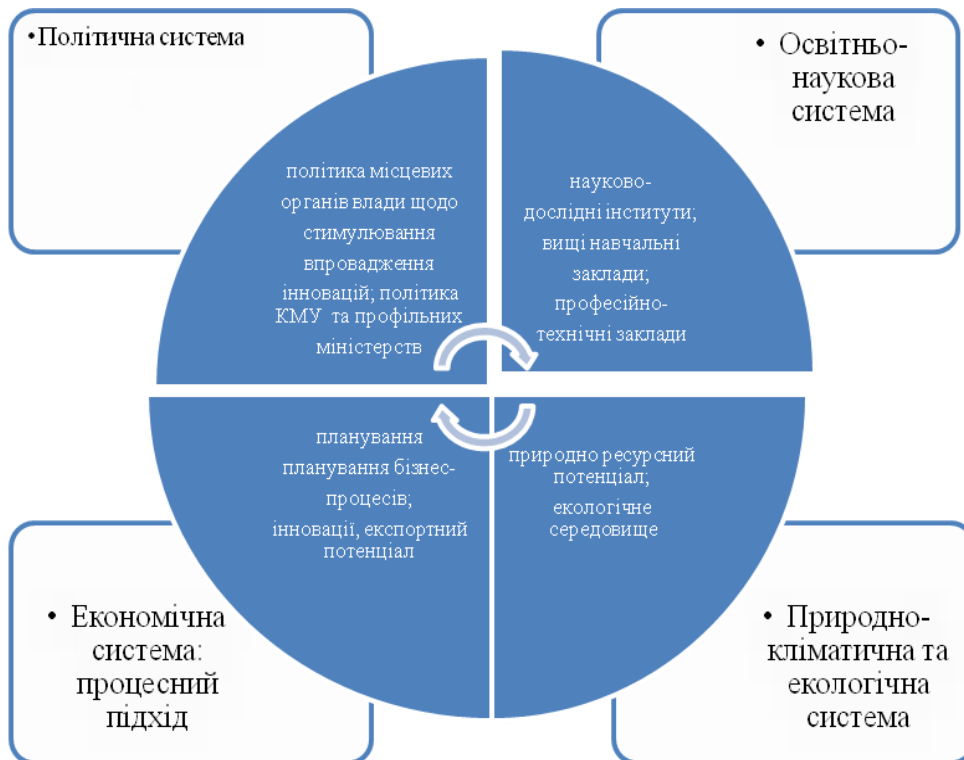 •Політична система
• Освітньо-
наукова
система
політика місцевих
органів влади щодо
стимулювання
впровадження
інновацій; політика
КМУ та профільних
міністерств
науково-
дослідні інститути;
вищі навчальні
заклади;
професійно-
технічні заклади
планування
планування бізнес-
процесів;
інновації, експортний
потенціал
природно ресурсний
потенціал;
екологічне
середовище
• Економічна
система:
процесний
підхід
• Природно-
кліматична та
екологічна
система